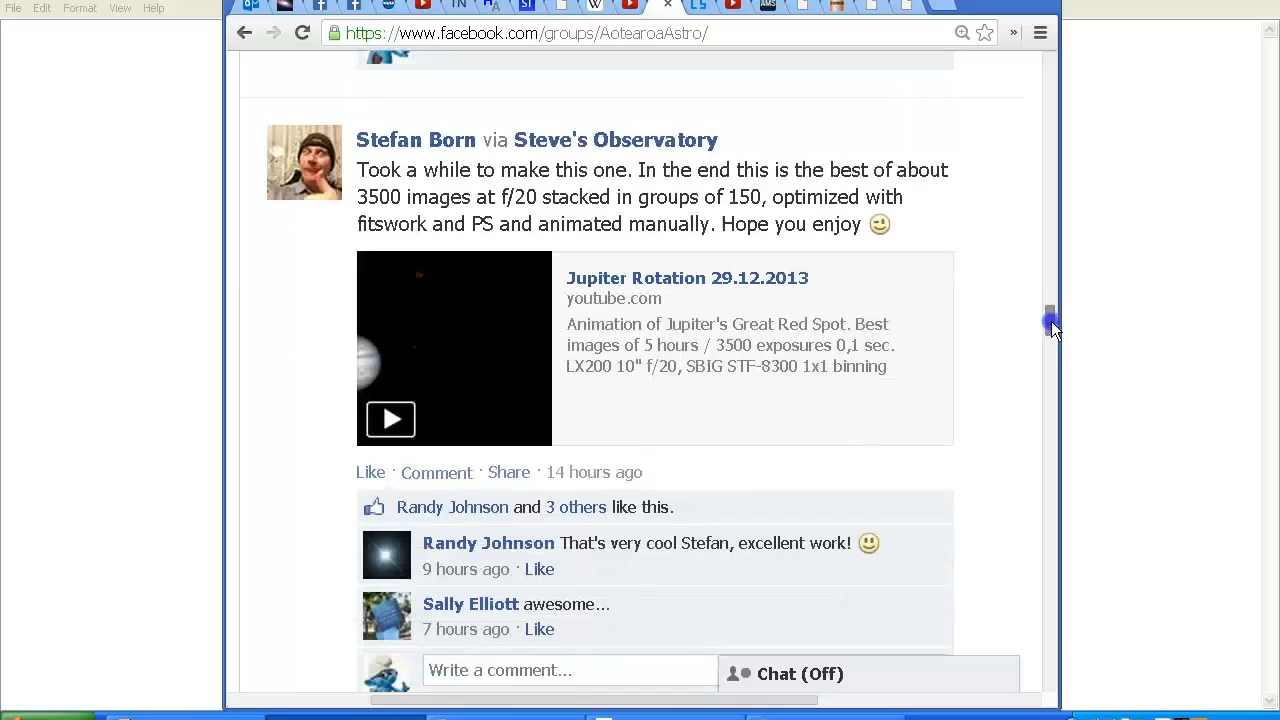 File Edit Format View Help
https://www.facebook.com/groups/AotearoaAstro/
Stefan Born via Steve's Observatory
Took a while to make this one. In the end this is the best of about
3500 images at f/20 stacked in groups of 150, optimized with
fitswork and PS and animated manually. Hope you enjoy
Jupiter Rotation 29.12.2013
youtube.com
Animation of Jupiter's Great Red Spot. Best
images of 5 hours / 3500 exposures 0,1 sec.
LX200 10" f/20, SBIG STF-8300 1x1 binning
Like · Comment · Share · 14 hours ago
Randy Johnson and 3 others like this.
Randy Johnson That's very cool Stefan, excellent work!
9 hours ago · Like
Sally Elliott awesome...
7 hours ago · Like
Write a comment...
Chat (Off)